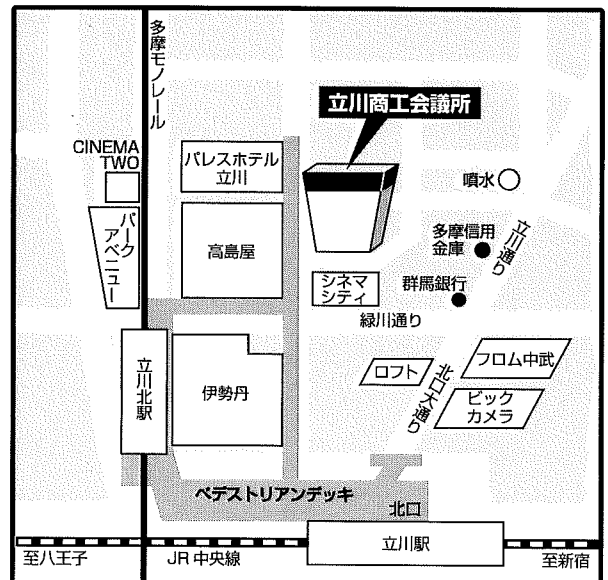 多摩モノレール
立川商工会議所
CINEMA
TWO
パレスホテル
立川
噴水
パーク
アベニュー
高島屋
立川通り
多摩信用
金庫
シネマ
シティ
群馬銀行
緑川通り
立川北駅
伊勢丹
ロフト
北口大通り
フロム中武
ビック
カメラ
ペデストリアンデッキ
北口
立川駅
至八王子
JR 中央線
至新宿